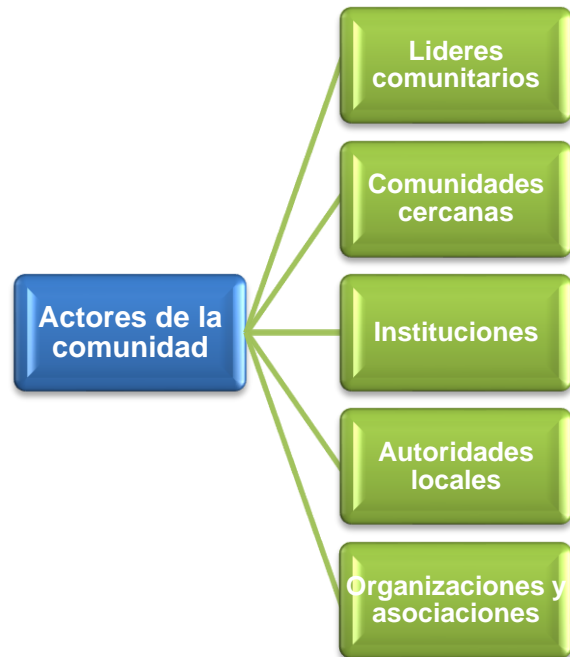 Lideres
comunitarios
Comunidades
cercanas
Actores de la
comunidad
Instituciones
Autoridades
locales
Organizaciones y
asociaciones